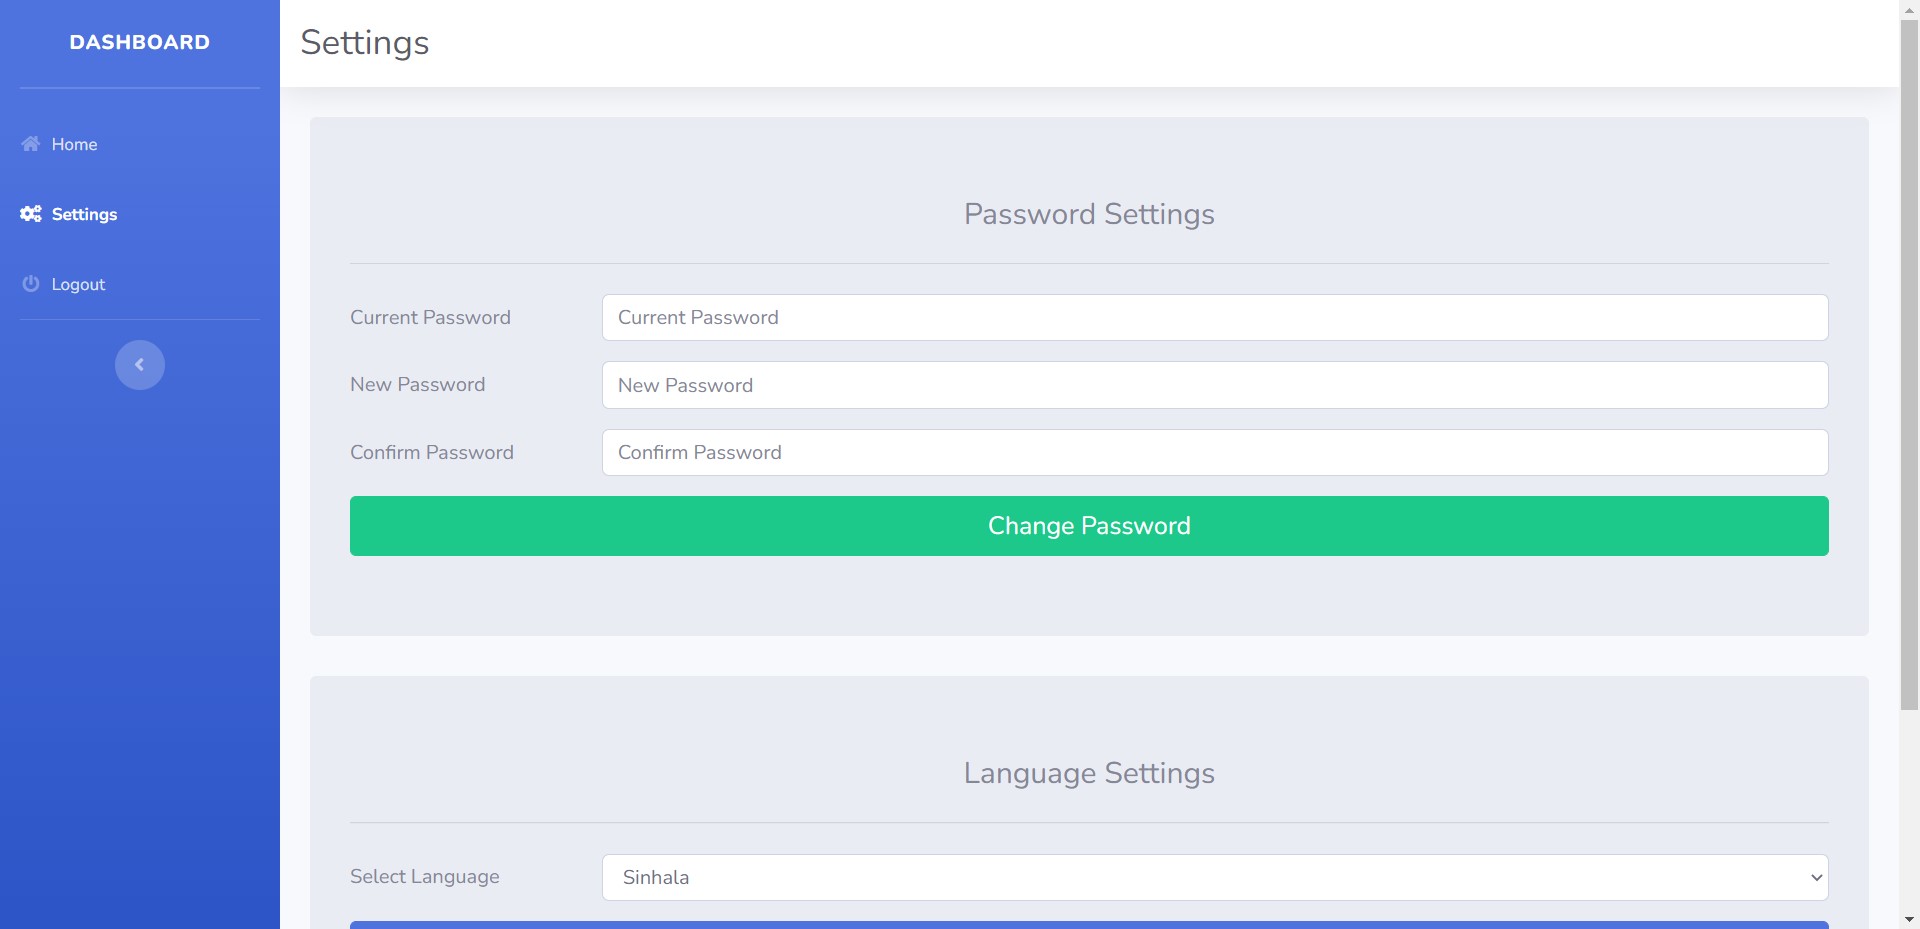 DASHBOARD
Home
Settings
Logout
Settings
Password Settings
Current Password
Current Password
New Password
New Password
Confirm Password
Confirm Password
Change Password
Language Settings
Select Language
Sinhala